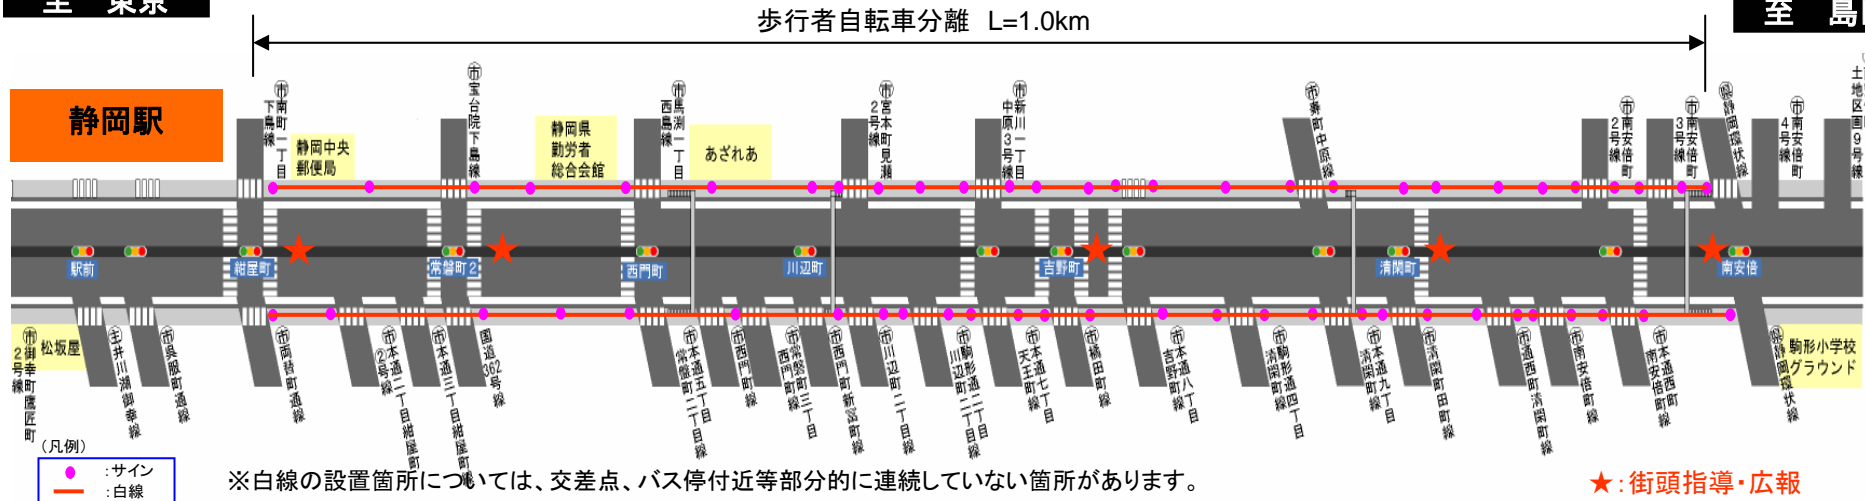 至 東京
歩行者自転車分離 L=1.0km
至 島
静岡駅
市南町一丁目下島線
静岡中央
郵便局
市宝台院下島線
静岡県
勤労者
総合会館
市馬渕一丁目西島線
あざれあ
市宮本町見瀬2号線
市新川一丁目中原3号線
市寿町中原線
市南安倍町2号線
市南安倍町3号線
県静岡環状線
市南安倍町4号線
土地区画9号線
駅前
紺屋町
常磐町2
西門町
川辺町
吉野町
清閑町
南安倍
市御幸町鷹匠町2号線
松坂屋
主井川湖御幸線
市呉服町通線
市両替町通線
市本通二丁目紺屋町2号線
市本通三丁目紺屋町線
国道362号線
市本通五丁目常磐町二丁目線
市西門町線
市常磐町三丁目西門町線
市西門町新富町線
市川辺町二丁目線
市駒形通二丁目川辺町二丁目線
市本通七丁目天王町線
市橋田町線
市本通八丁目吉野町線
市駒形通四丁目清閑町線
市本通九丁目清閑町線
市清閑町田町線
市通西町清閑町線
市南安倍町線
市本通西町南安倍町線
県静岡環状線
駒形小学校
グラウンド
(凡例)
:サイン
:白線
※白線の設置箇所については、交差点、バス停付近等部分的に連続していない箇所があります。
★:街頭指導・広報